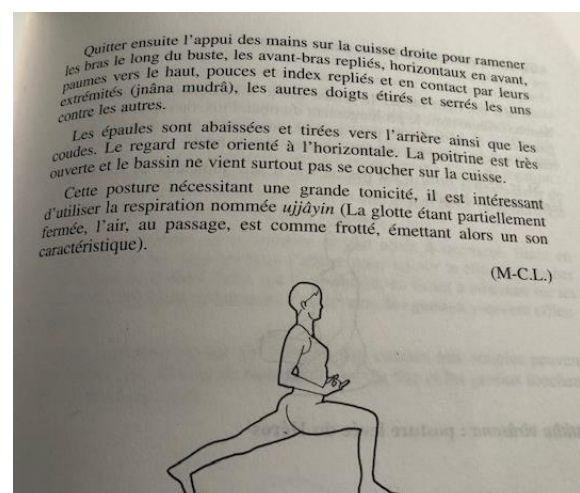 Quitter ensuite l'appui des mains sur la cuisse droite pour ramener
les bras le long du buste, les avant-bras repliés, horizontaux en avant,
paumes vers le haut, pouces et index repliés et en contact par leurs
extrémités (jnâna mudrâ), les autres doigts étirés et serrés les uns
contre les autres.
Les épaules sont abaissées et tirées vers l'arrière ainsi que les
coudes. Le regard reste orienté à l'horizontale. La poitrine est très
ouverte et le bassin ne vient surtout pas se coucher sur la cuisse.
Cette posture nécessitant une grande tonicité, il est intéressant
d'utiliser la respiration nommée ujjâyin (La glotte étant partiellement
fermée, l'air, au passage, est comme frotté, émettant alors un son
caractéristique).
(M-C.L.)